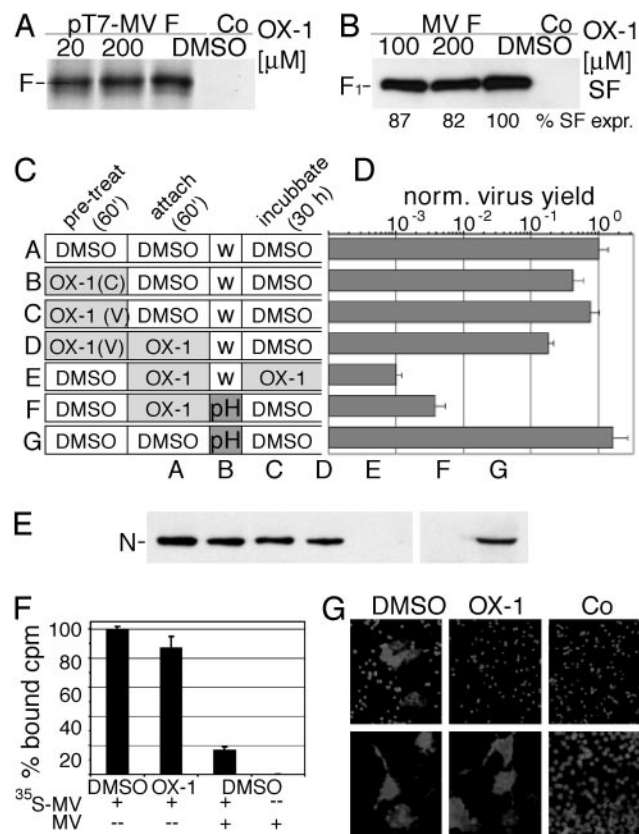 A pT7-MV F Co OX-1
20 200 DMSO [µM]
F-
B MV F Co OX-1
100 200 DMSO [µM]
F1- SF
87 82 100 % SF expr.
C pre-treat (60') attach (60') incubbate (30 h)
A DMSO DMSO w DMSO
B OX-1(C) DMSO w DMSO
C OX-1 (V) DMSO w DMSO
D OX-1(V) OX-1 w DMSO
E DMSO OX-1 w OX-1
F DMSO OX-1 pH DMSO
G DMSO DMSO pH DMSO
D norm. virus yield
10-3 10-2 10-1 100
A B C D E F G
E N-
F % bound cpm
100
80
60
40
20
DMSO OX-1 DMSO
35S-MV + + + --
MV -- -- + +
G DMSO OX-1 Co